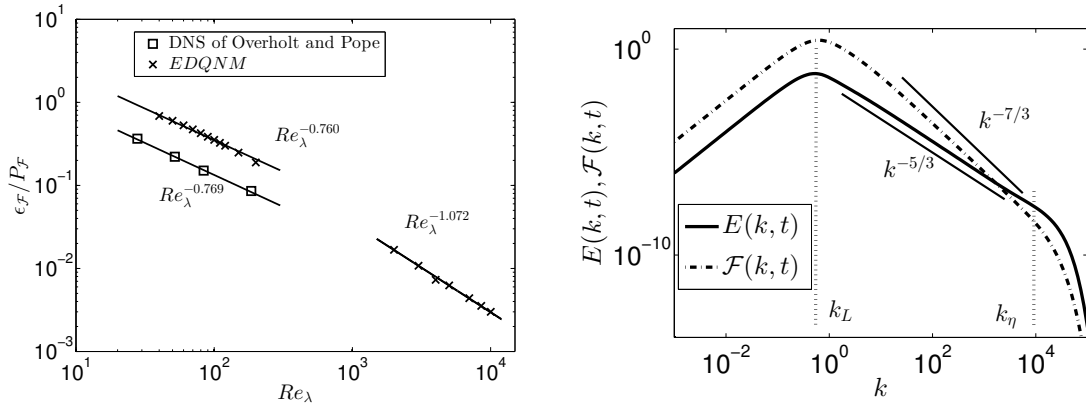 10^1
10^0
10^-1
10^-2
10^-3
ϵ_ℱ/P_ℱ
DNS of Overholt and Pope
EDQNM
Re_λ^-0.760
Re_λ^-0.769
Re_λ^-1.072
10^1
10^2
10^3
10^4
Re_λ
10^0
10^-10
E(k, t), ℱ(k, t)
k^-7/3
k^-5/3
E(k, t)
ℱ(k, t)
k_L
k_η
10^-2
10^0
10^2
10^4
k